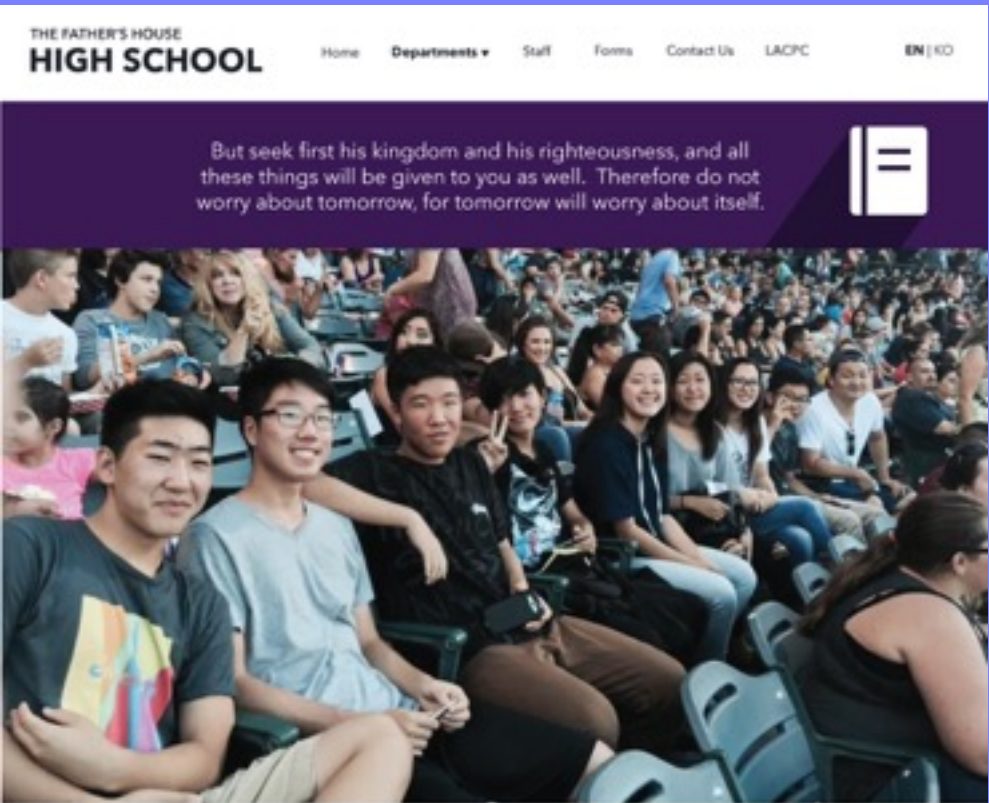 THE FATHER'S HOUSE
HIGH SCHOOL
Home Departments ▾ Staff Forms Contact Us LACPC EN | KO
But seek first his kingdom and his righteousness, and all
these things will be given to you as well. Therefore do not
worry about tomorrow, for tomorrow will worry about itself.